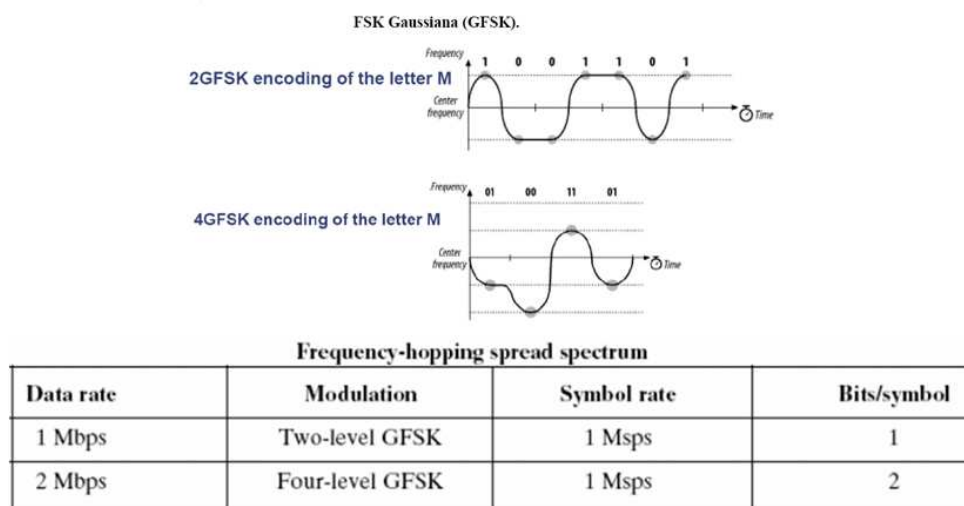 FSK Gaussiana (GFSK).
Frequency
1 0 0 1 1 0 1
2GFSK encoding of the letter M
Center
frequency
Time
Frequency
01 00 11 01
4GFSK encoding of the letter M
Center
frequency
Time
Frequency-hopping spread spectrum
Data rate Modulation Symbol rate Bits/symbol
1 Mbps Two-level GFSK 1 Msps 1
2 Mbps Four-level GFSK 1 Msps 2